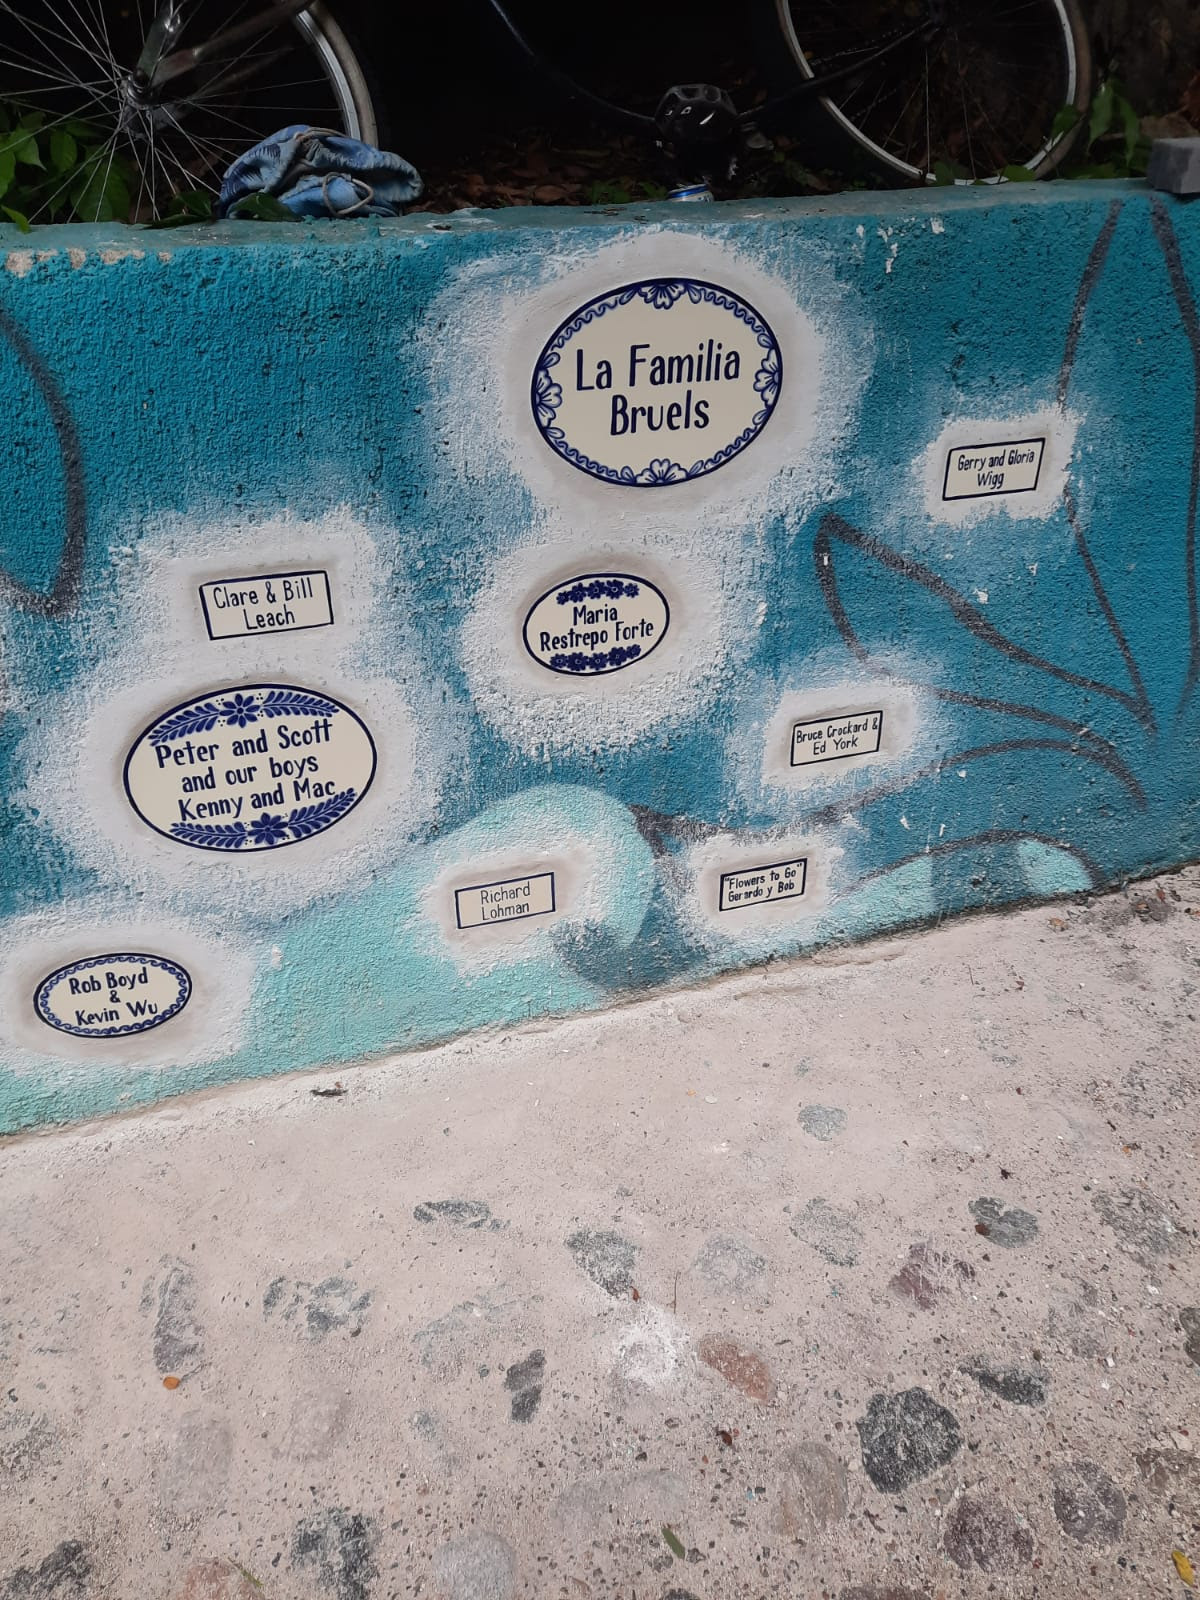 La Familia
Bruels
Gerry and Gloria
Wigg
Clare & Bill
Leach
Maria
Restrepo Forte
Peter and Scott
and our boys
Kenny and Mac
Bruce Crockard &
Ed York
Richard
Lohman
"Flowers to Go"
Gerardo y Bob
Rob Boyd
&
Kevin Wu